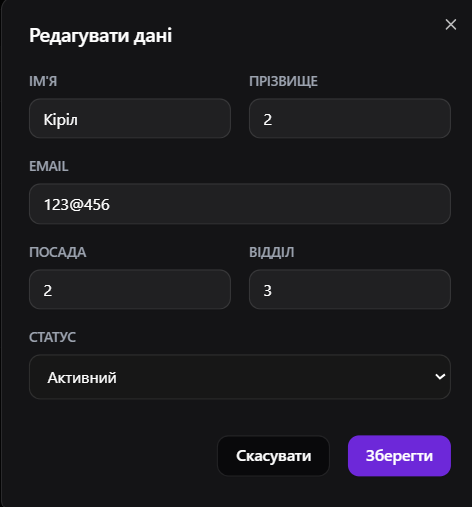 Редагувати дані
ІМ'Я ПРІЗВИЩЕ
Кіріл 2
EMAIL
123@456
ПОСАДА ВІДДІЛ
2 3
СТАТУС
Активний
Скасувати Зберегти